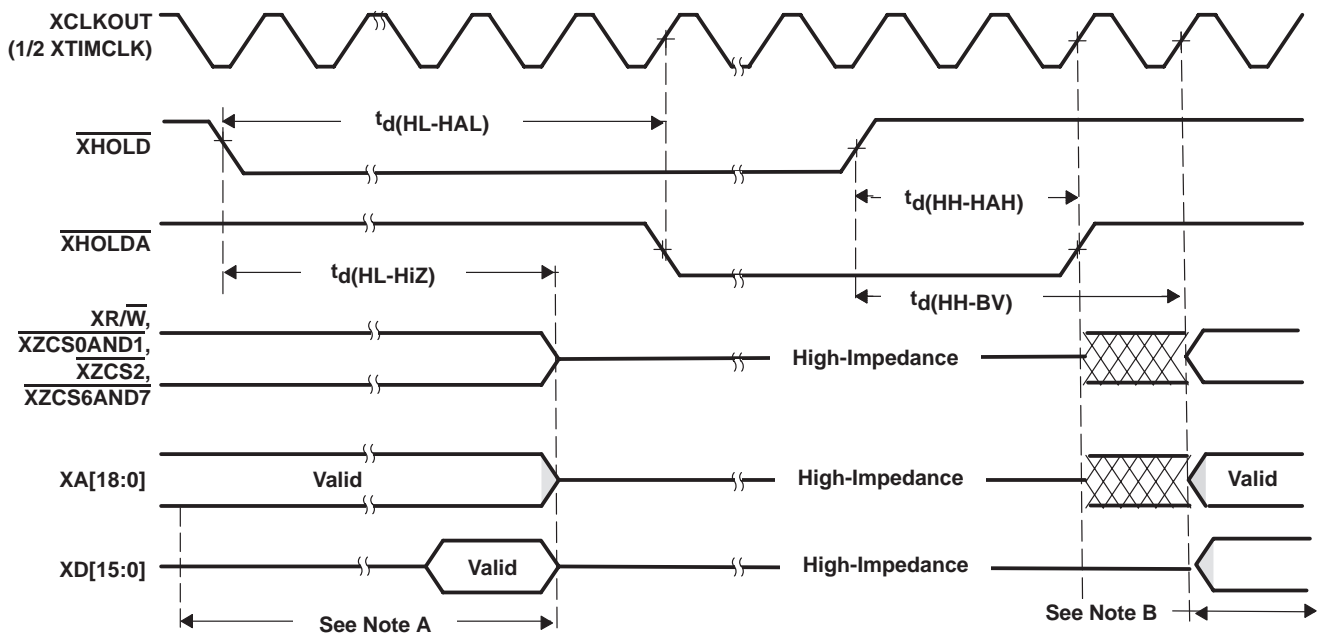 XCLKOUT
(1/2 XTIMCLK)
XHOLD
td(HL-HAL)
td(HH-HAH)
XHOLDA
td(HL-HiZ)
td(HH-BV)
XR/W,
XZCS0AND1,
XZCS2,
XZCS6AND7
High-Impedance
XA[18:0]
Valid
High-Impedance
Valid
XD[15:0]
Valid
High-Impedance
See Note A
See Note B